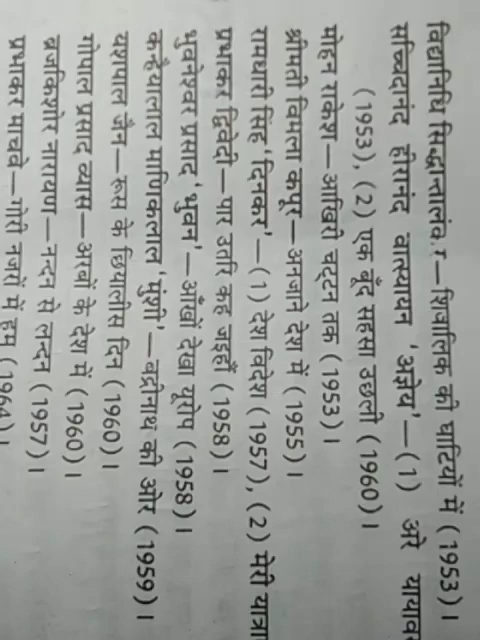 विद्यानिधि सिद्धान्तालंकार—शिवालिक की घाटियों में (1953) ।
सच्चिदानंद हीरानंद वात्स्यायन 'अज्ञेय'—(1) अरे यायावर
(1953), (2) एक बूँद सहसा उछली (1960) ।
मोहन राकेश—आखिरी चट्टान तक (1953) ।
श्रीमती विमला कपूर—अनजाने देश में (1955) ।
रामधारी सिंह 'दिनकर'—(1) देश विदेश (1957), (2) मेरी यात्रा
प्रभाकर द्विवेदी—पार उतरि कह जइहौं (1958) ।
भुवनेश्वर प्रसाद 'भुवन'—आँखों देखा यूरोप (1958) ।
कन्हैयालाल माणिकलाल 'मुंशी'—बद्रीनाथ की ओर (1959) ।
यशपाल जैन—रूस के छियालीस दिन (1960) ।
गोपाल प्रसाद व्यास—अरबों के देश में (1960) ।
ब्रजकिशोर नारायण—नन्दन से लन्दन (1957) ।
प्रभाकर माचवे—गोरी नजरों में हम (1964) ।